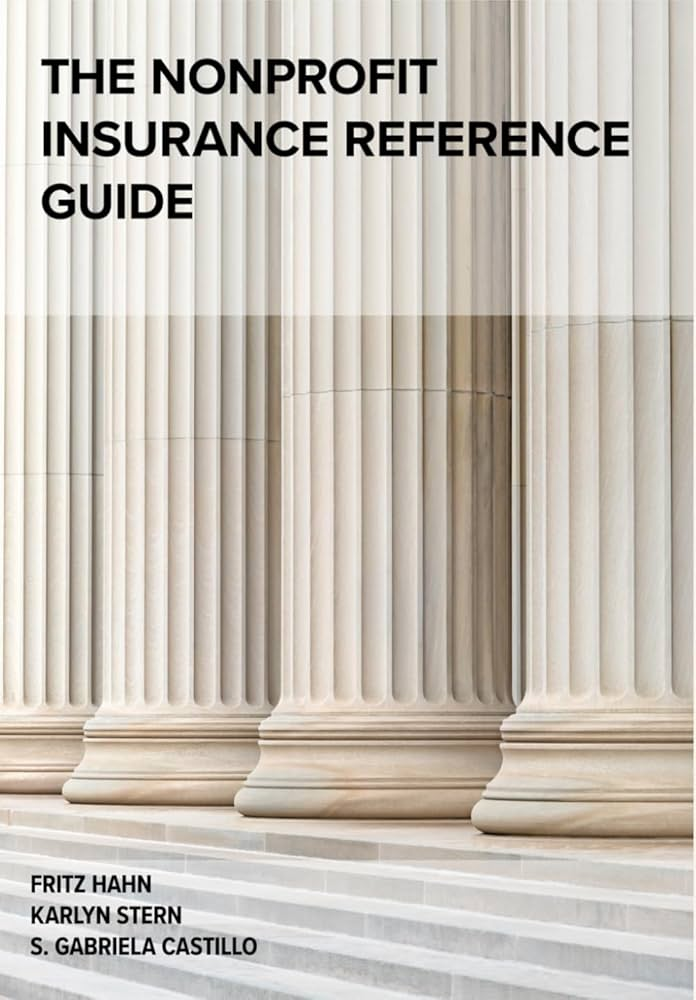 THE NONPROFIT
INSURANCE REFERENCE
GUIDE
FRITZ HAHN
KARLYN STERN
S. GABRIELA CASTILLO